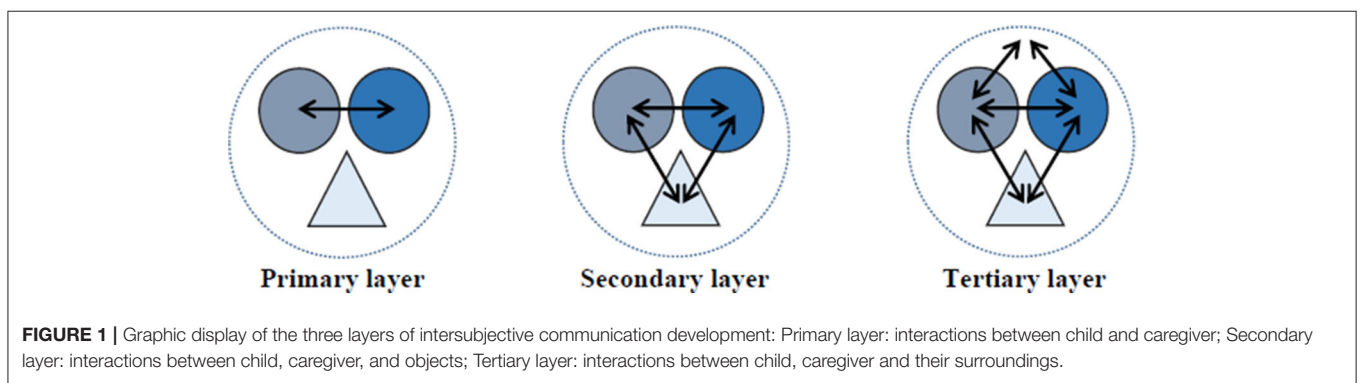 Primary layer
Secondary layer
Tertiary layer
FIGURE 1 | Graphic display of the three layers of intersubjective communication development: Primary layer: interactions between child and caregiver; Secondary
layer: interactions between child, caregiver, and objects; Tertiary layer: interactions between child, caregiver and their surroundings.